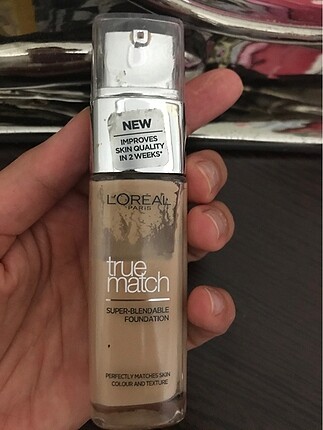 NEW
IMPROVES
SKIN QUALITY
IN 2 WEEKS*
L'ORÉAL
PARIS
true
match
SUPER-BLENDABLE
FOUNDATION
PERFECTLY MATCHES SKIN
COLOUR AND TEXTURE